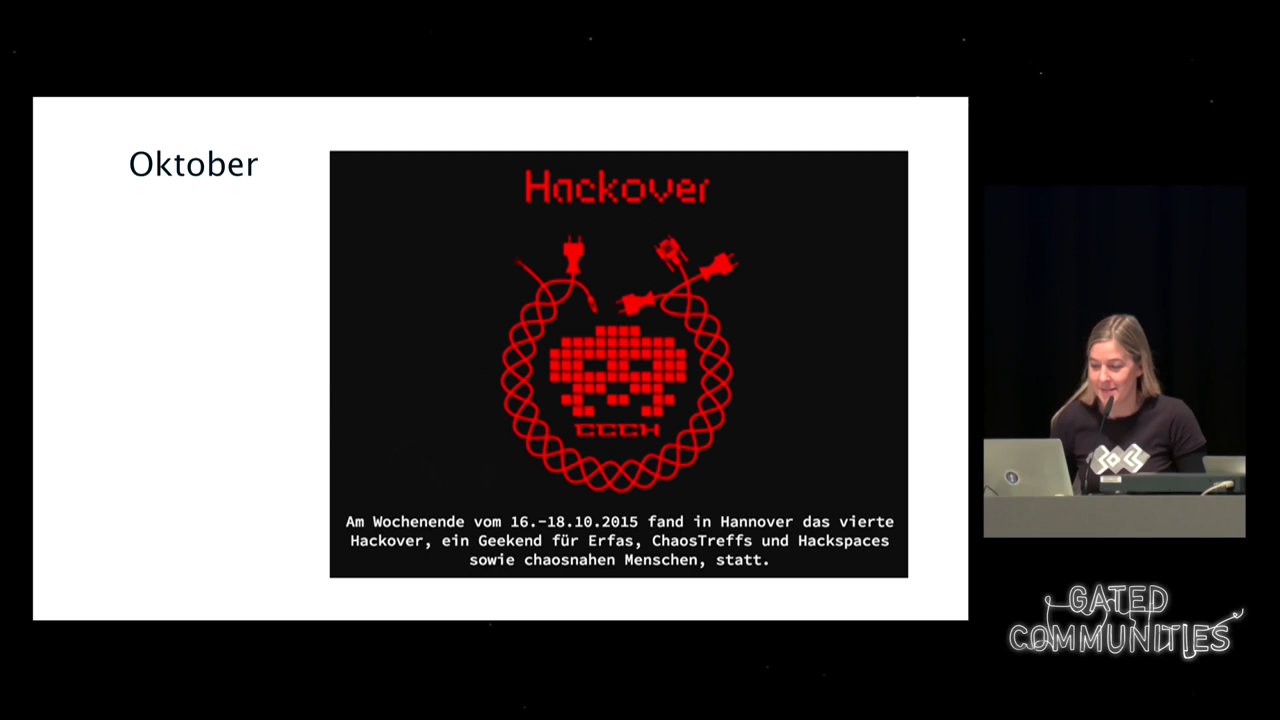 Oktober
Hackover
CCCH
Am Wochenende vom 16.-18.10.2015 fand in Hannover das vierte
Hackover, ein Geekend für Erfas, ChaosTreffs und Hackspaces
sowie chaosnahen Menschen, statt.
GATED
COMMUNITIES